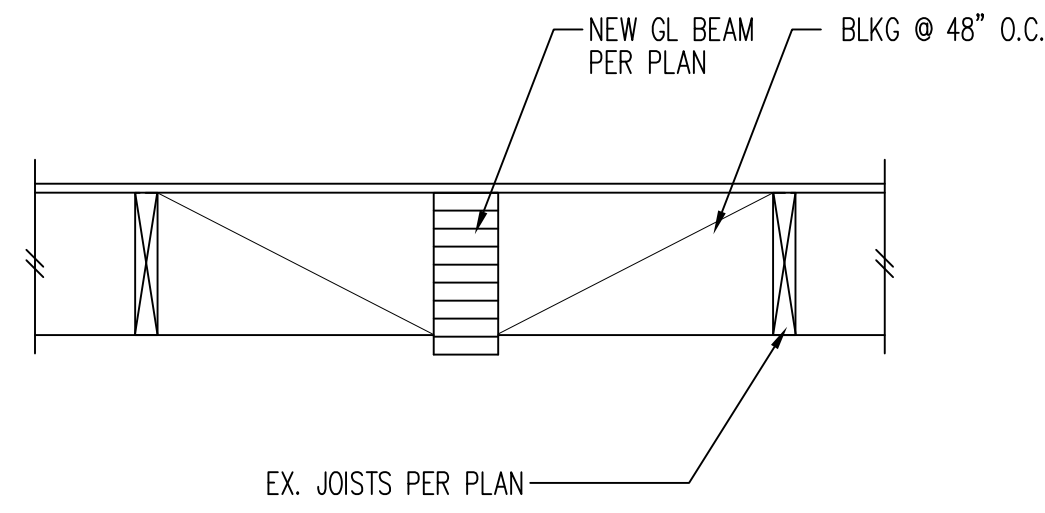 NEW GL BEAM
PER PLAN
BLKG @ 48" O.C.
EX. JOISTS PER PLAN